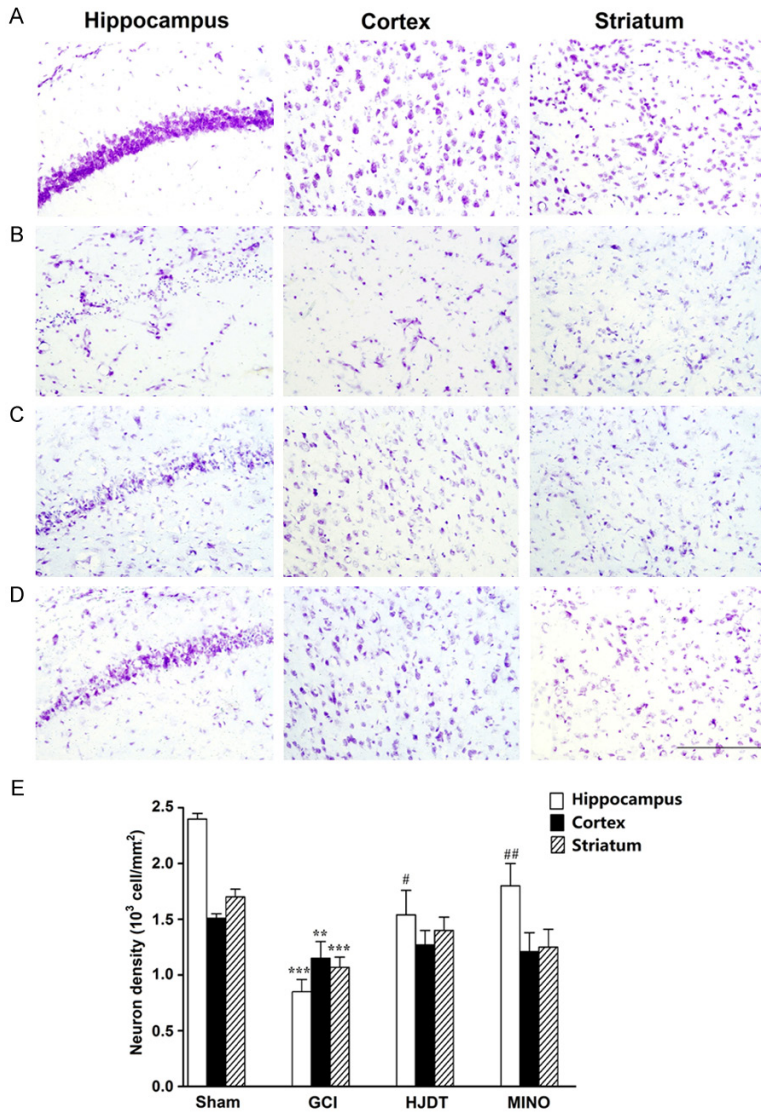 A Hippocampus Cortex Striatum
B
C
D
E
Neuron density (10³ cell/mm²)
2.5
2.0
1.5
1.0
0.5
0.0
***
**
***
#
##
Hippocampus
Cortex
Striatum
Sham GCI HJDT MINO